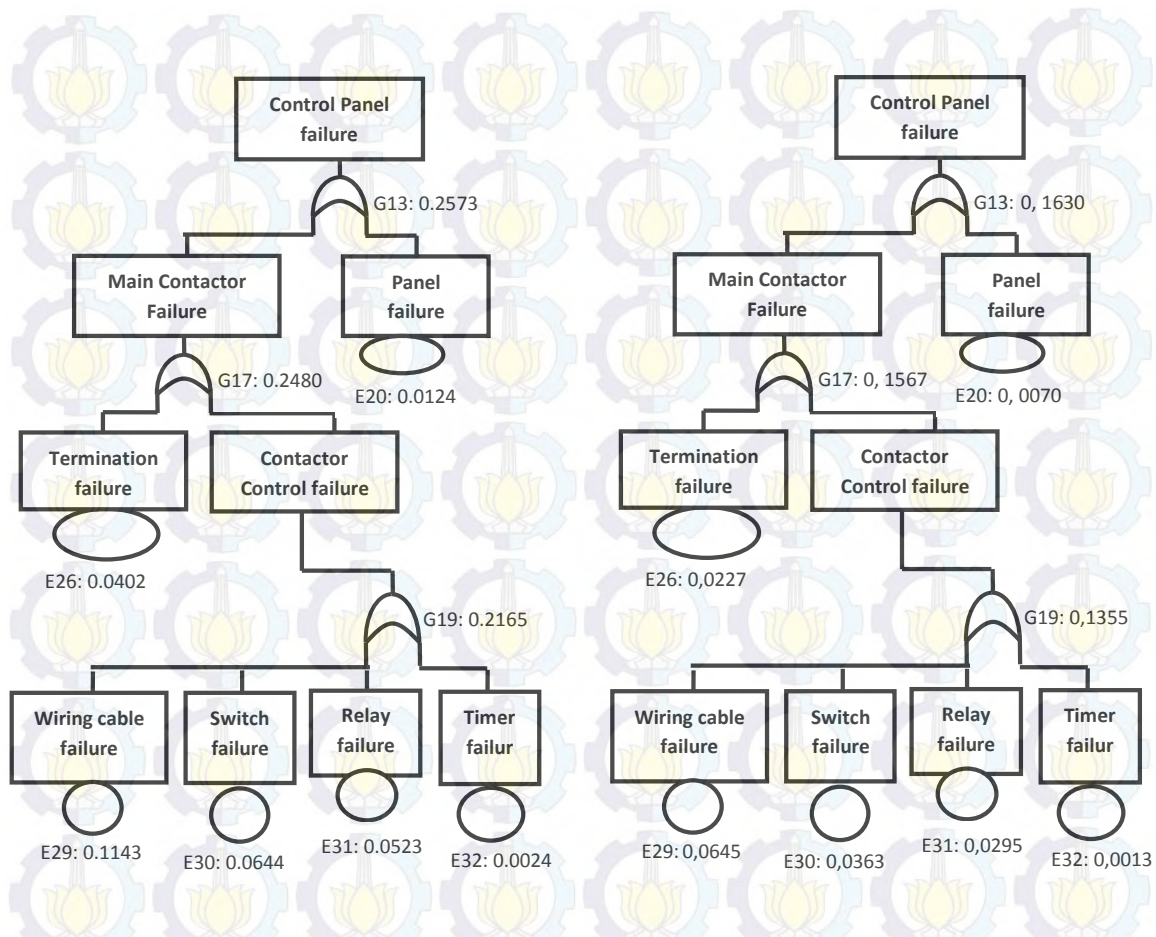 Control Panel
failure
G13: 0.2573
Main Contactor
Failure
Panel
failure
G17: 0.2480
E20: 0.0124
Termination
failure
Contactor
Control failure
E26: 0.0402
G19: 0.2165
Wiring cable
failure
Switch
failure
Relay
failure
Timer
failur
E29: 0.1143
E30: 0.0644
E31: 0.0523
E32: 0.0024
Control Panel
failure
G13: 0, 1630
Main Contactor
Failure
Panel
failure
G17: 0, 1567
E20: 0, 0070
Termination
failure
Contactor
Control failure
E26: 0,0227
G19: 0,1355
Wiring cable
failure
Switch
failure
Relay
failure
Timer
failur
E29: 0,0645
E30: 0,0363
E31: 0,0295
E32: 0,0013